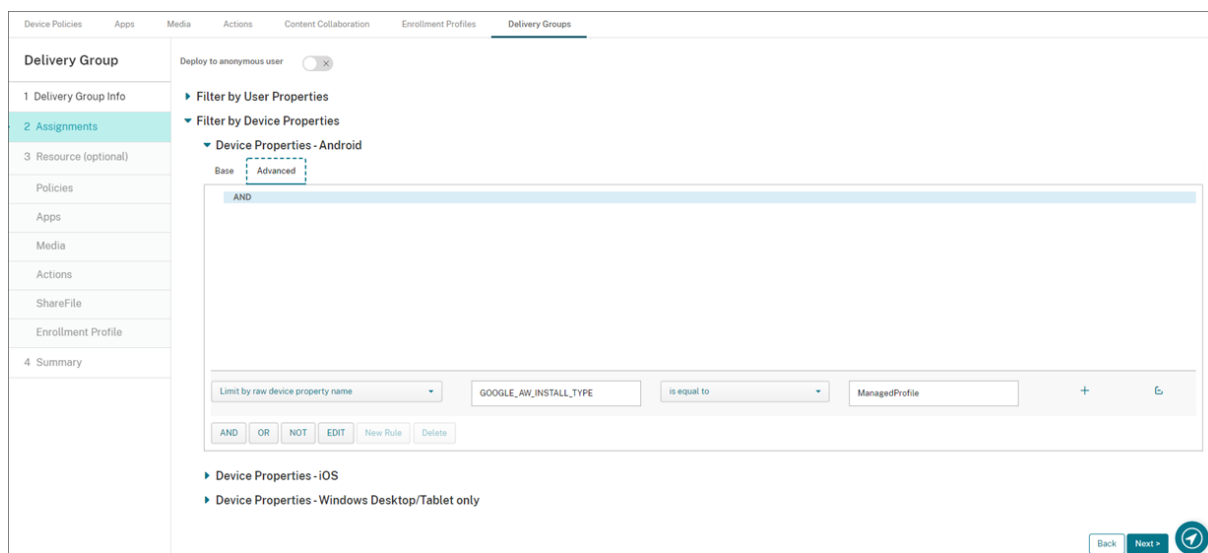 Device Policies Apps Media Actions Content Collaboration Enrollment Profiles Delivery Groups
Delivery Group
1 Delivery Group Info
2 Assignments
3 Resource (optional)
Policies
Apps
Media
Actions
ShareFile
Enrollment Profile
4 Summary
Deploy to anonymous user
Filter by User Properties
Filter by Device Properties
Device Properties - Android
Base Advanced
AND
Limit by raw device property name GOOGLE_AW_INSTALL_TYPE is equal to ManagedProfile
AND OR NOT EDIT New Rule Delete
Device Properties - iOS
Device Properties - Windows Desktop/Tablet only
Back Next >